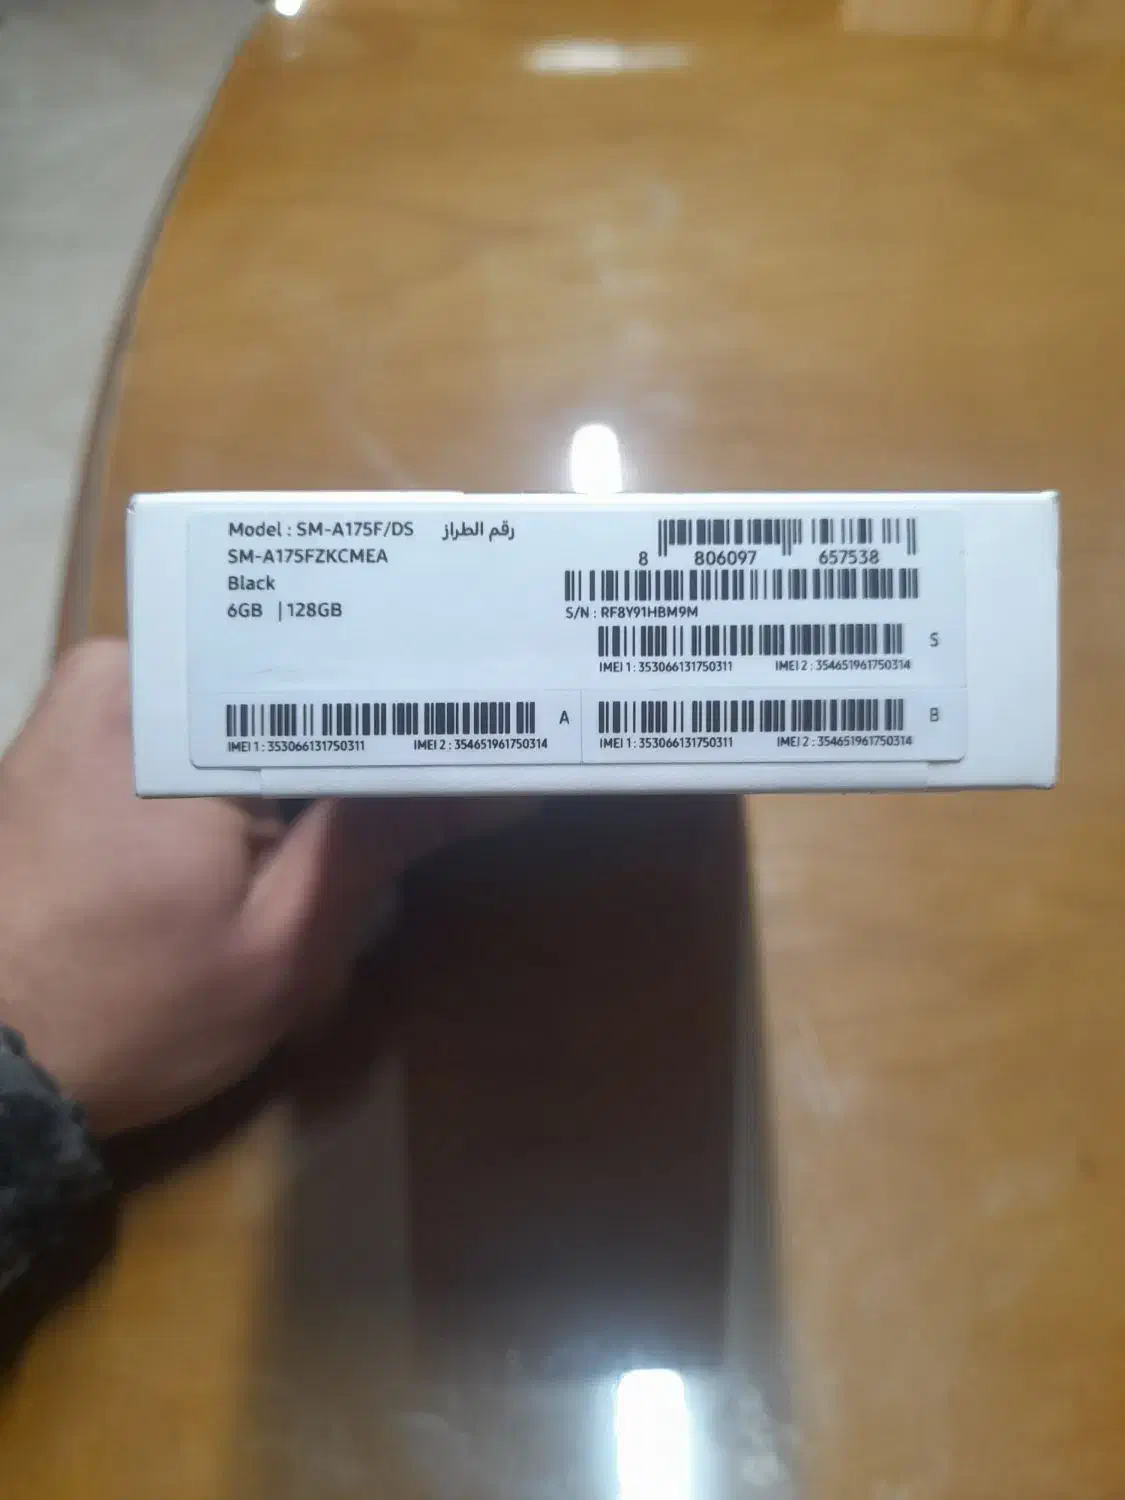 Model : SM-A175F/DS رقم الطراز
SM-A175FZKCMEA
Black
6GB | 128GB
8 806097 657538
S/N : RF8Y91HBM9M
IMEI 1 : 353066131750311 IMEI 2 : 354651961750314
S
IMEI 1 : 353066131750311 IMEI 2 : 354651961750314
A
IMEI 1 : 353066131750311 IMEI 2 : 354651961750314
B